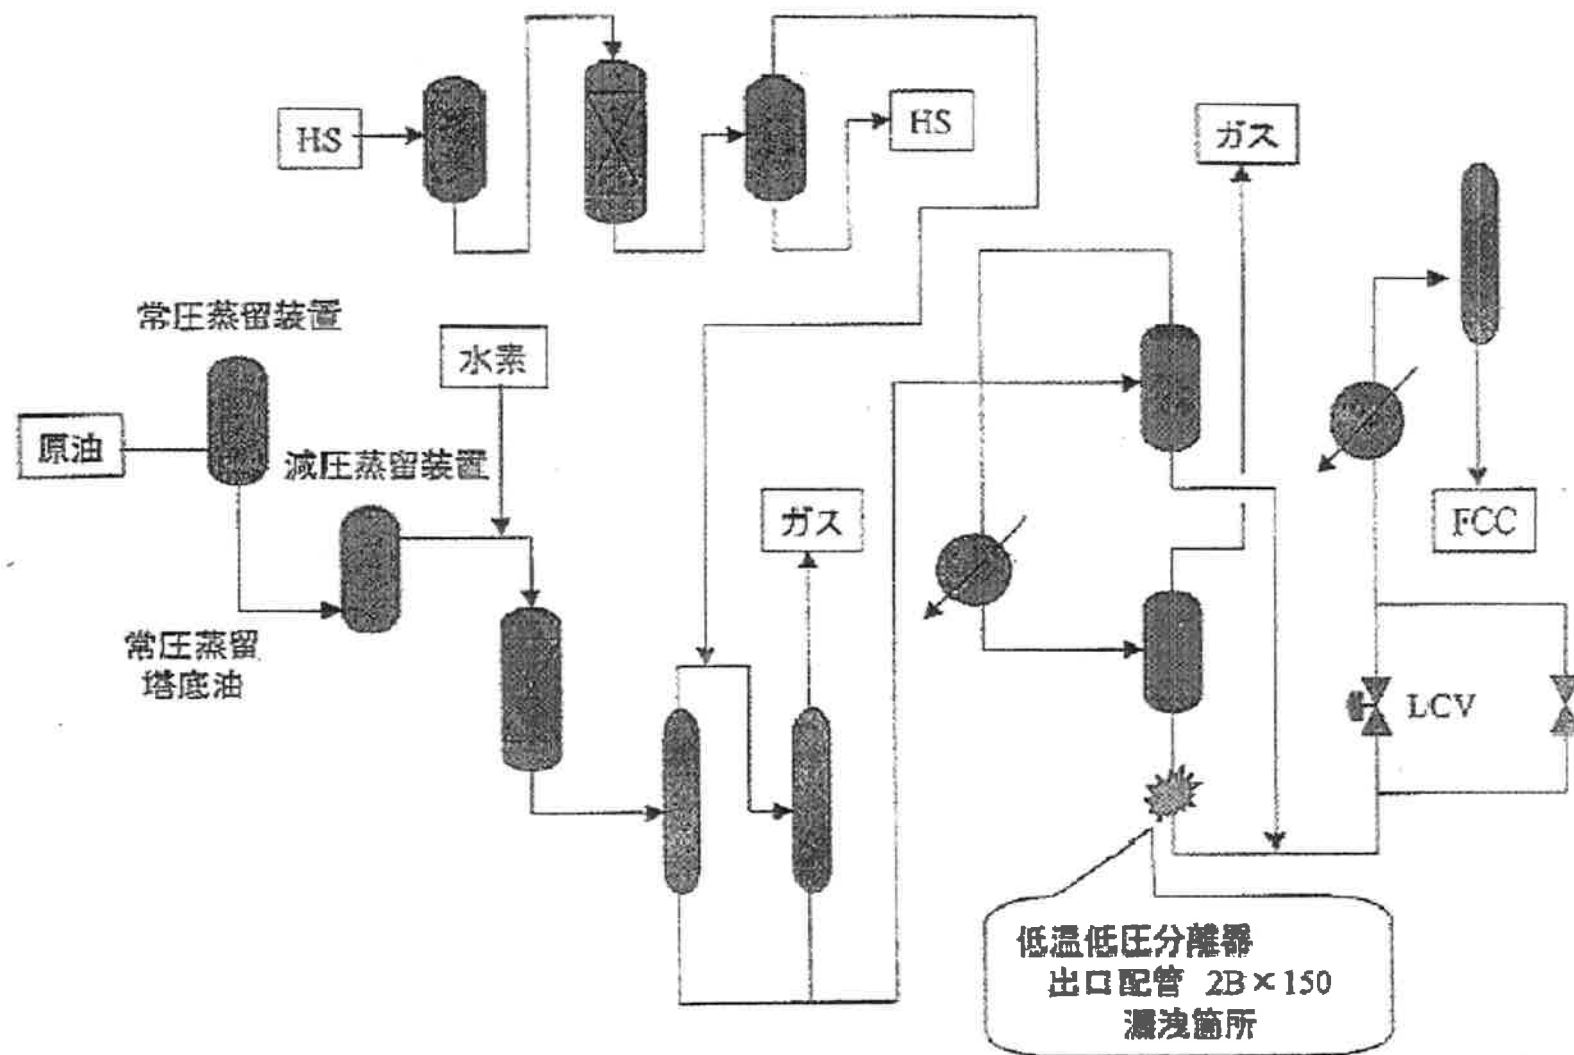 HS
HS
ガス
常圧蒸留装置
水素
原油
減圧蒸留装置
ガス
FCC
常圧蒸留
塔底油
LCV
低温低圧分離器
出口配管 2B×150
漏洩箇所